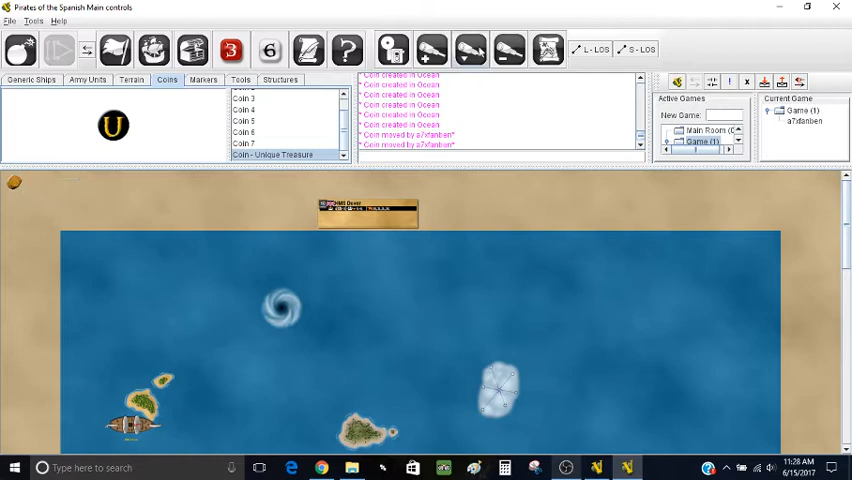 Pirates of the Spanish Main controls
File Tools Help
3 6 ? L - LOS S - LOS
Generic Ships Army Units Terrain Coins Markers Tools Structures
U
Coin 3
Coin 4
Coin 5
Coin 6
Coin 7
Coin - Unique Treasure
* Coin created in Ocean
* Coin created in Ocean
* Coin created in Ocean
* Coin created in Ocean
* Coin created in Ocean
* Coin moved by a7xfanben*
* Coin moved by a7xfanben*
Active Games
New Game:
Main Room (0
Game (1)
Current Game
Game (1)
a7xfanben
HMS Dover
Type here to search
11:28 AM
6/15/2017